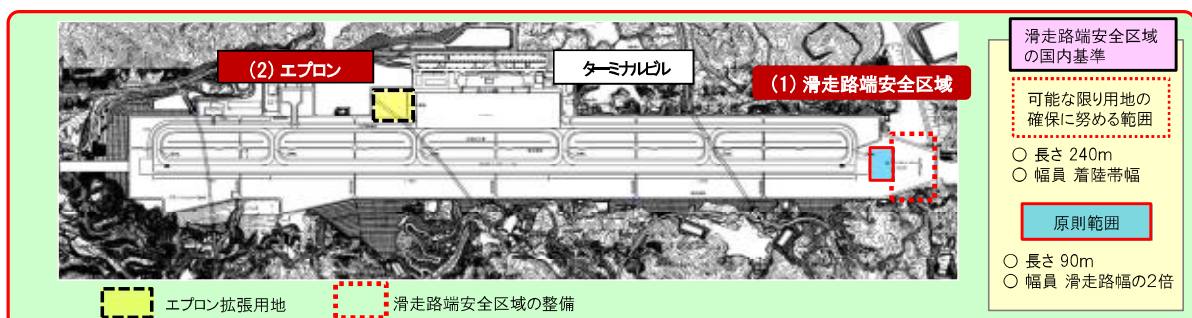 (2) エプロン
ターミナルビル
(1) 滑走路端安全区域
エプロン拡張用地
滑走路端安全区域の整備
滑走路端安全区域
の国内基準
可能な限り用地の
確保に努める範囲
○ 長さ 240m
○ 幅員 着陸帯幅
原則範囲
○ 長さ 90m
○ 幅員 滑走路幅の2倍